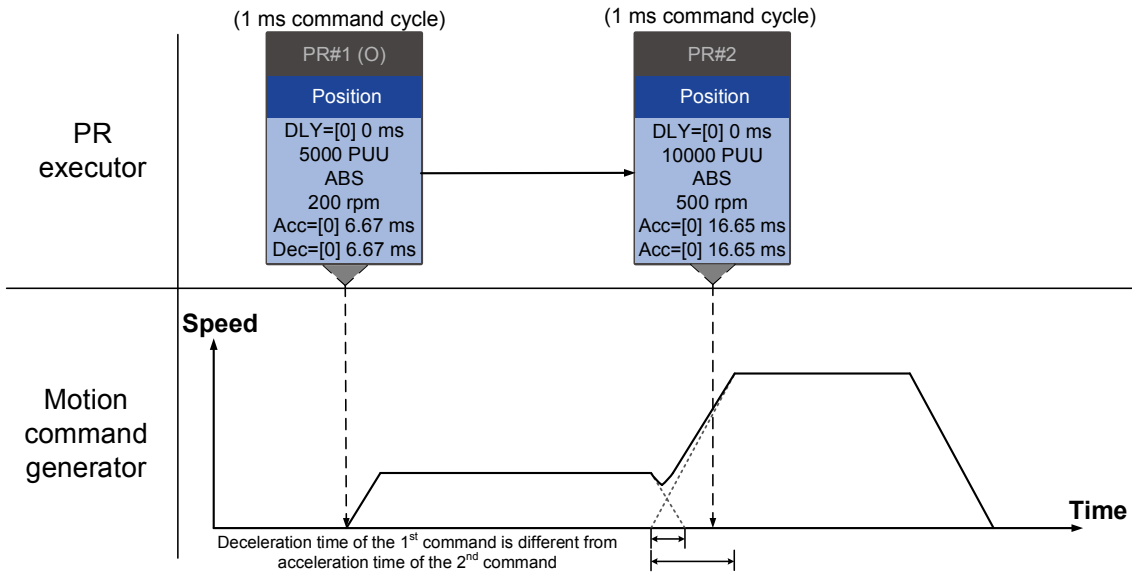 (1 ms command cycle)
(1 ms command cycle)
PR#1 (O)
Position
DLY=[0] 0 ms
5000 PUU
ABS
200 rpm
Acc=[0] 6.67 ms
Dec=[0] 6.67 ms
PR#2
Position
DLY=[0] 0 ms
10000 PUU
ABS
500 rpm
Acc=[0] 16.65 ms
Acc=[0] 16.65 ms
PR
executor
Speed
Motion
command
generator
Time
Deceleration time of the 1st command is different from
acceleration time of the 2nd command